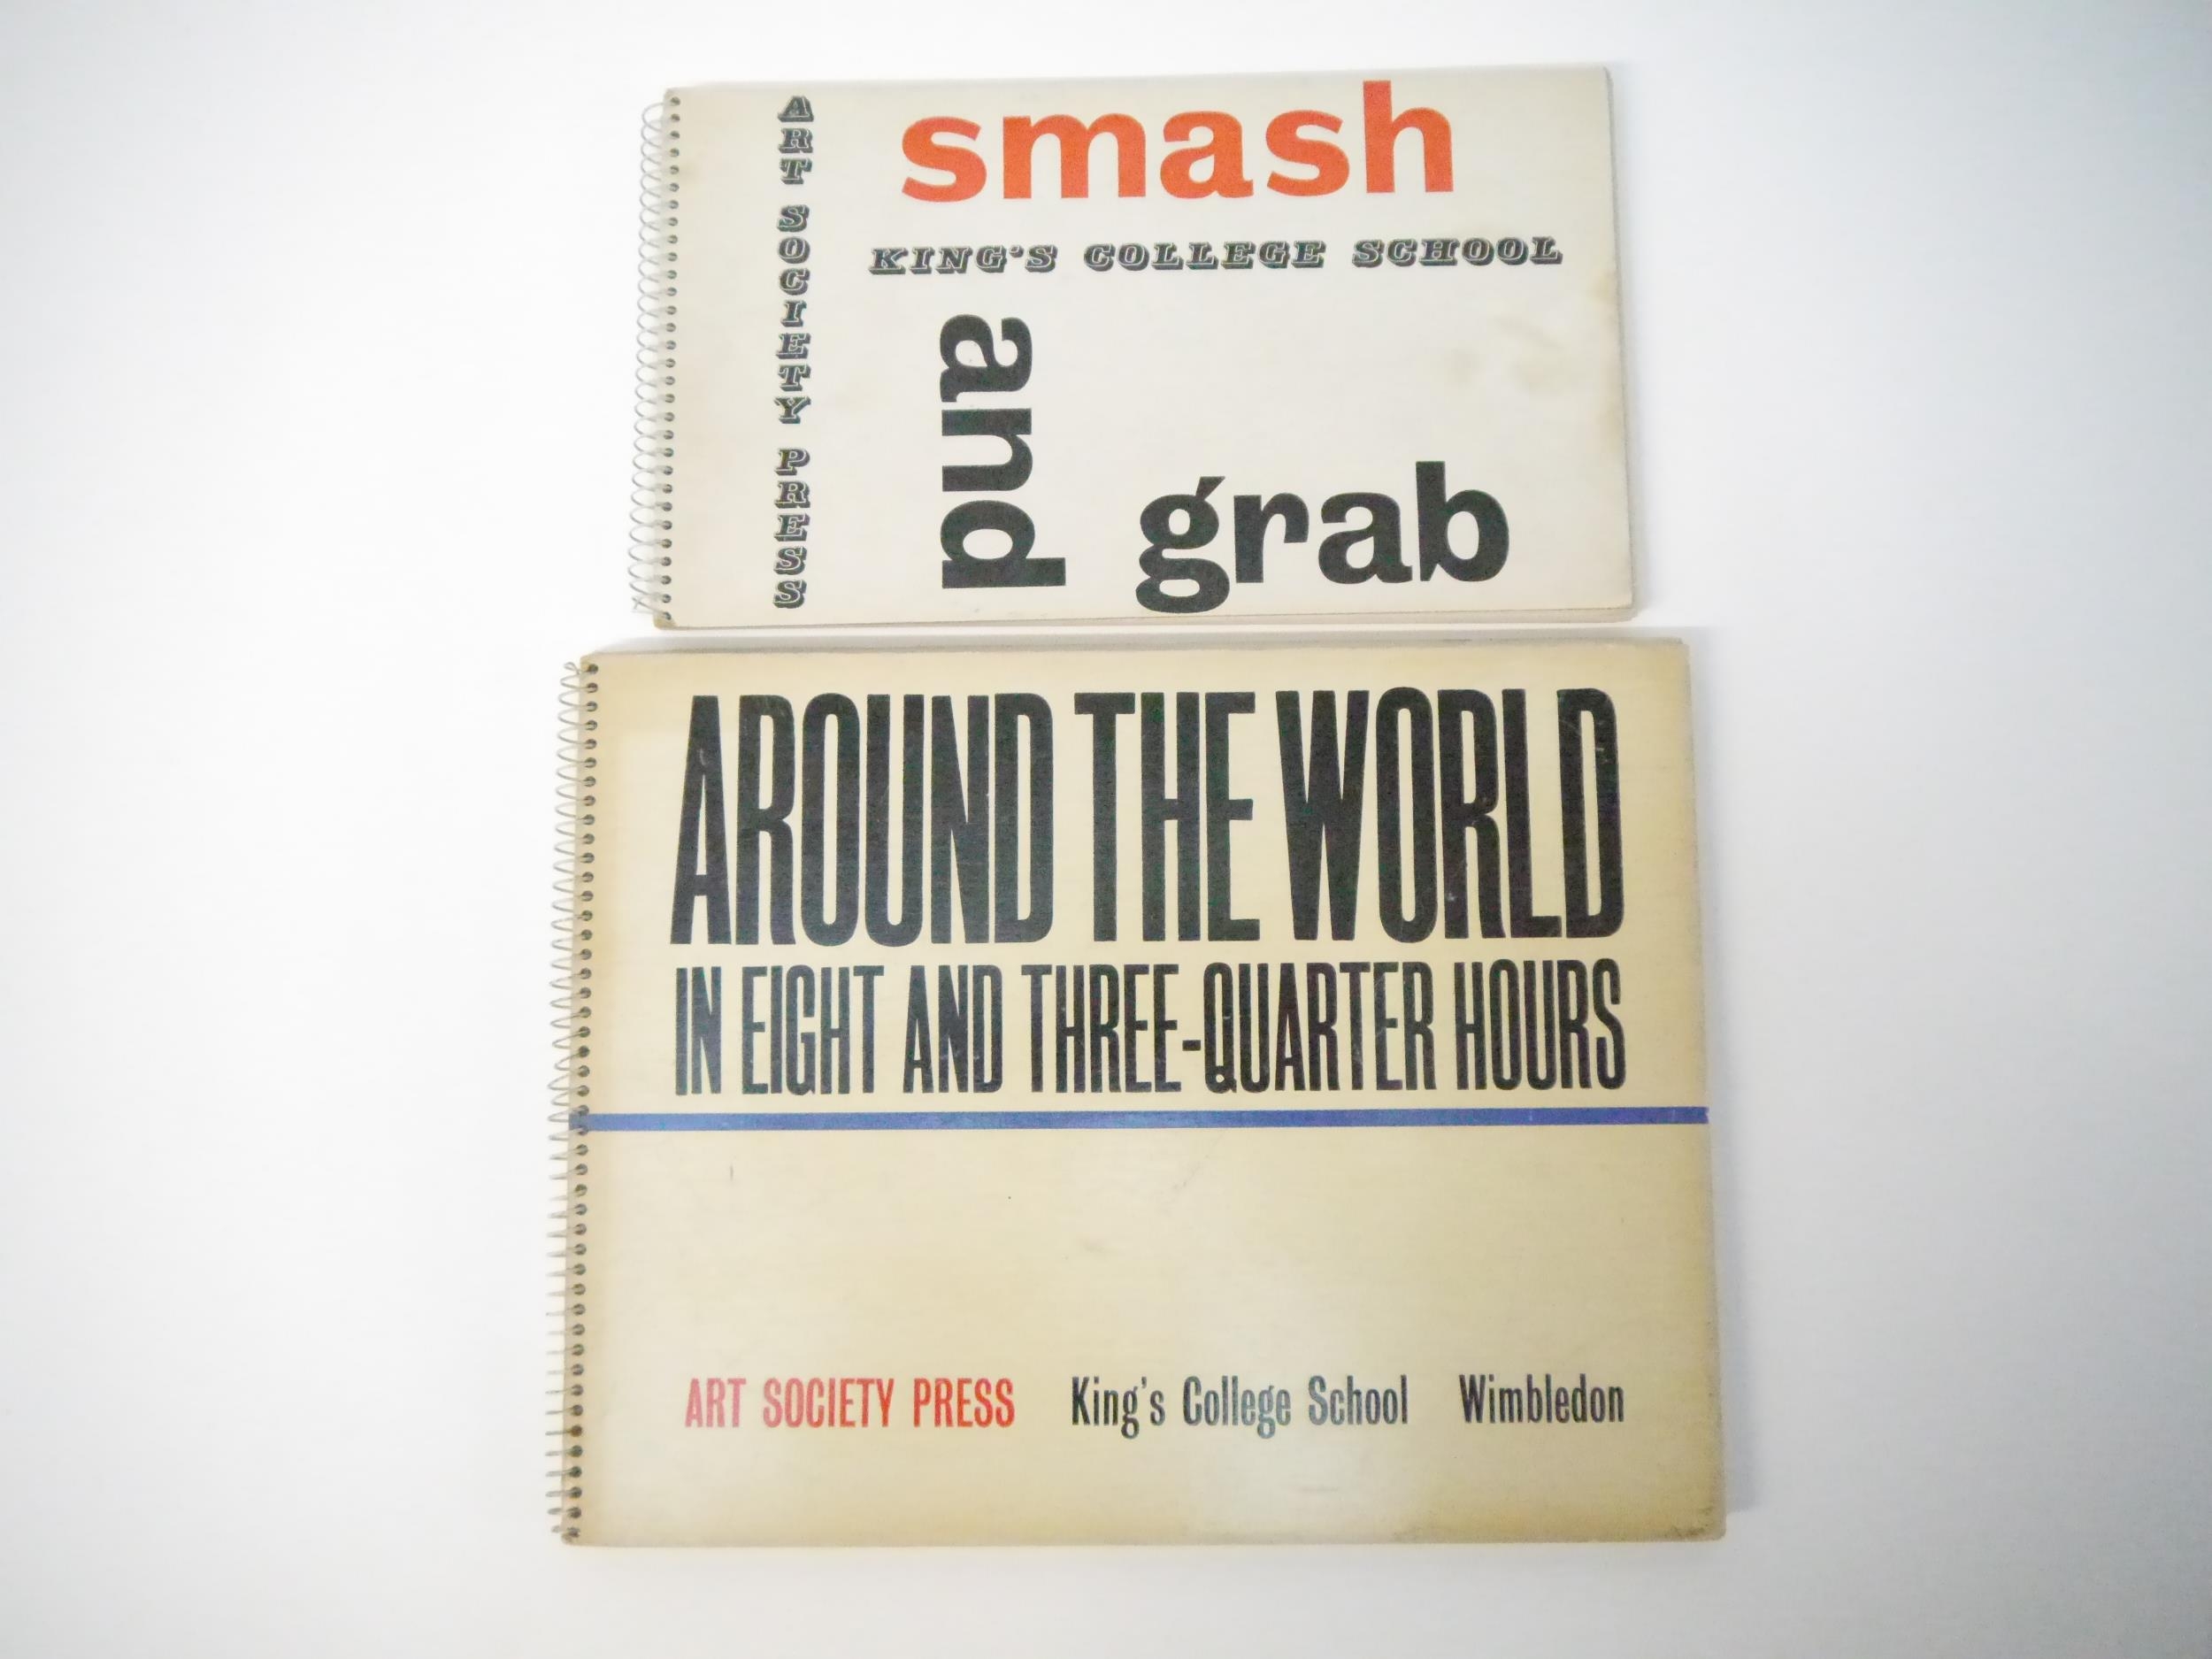 ART SOCIETY PRESS
smash
KING'S COLLEGE SCHOOL
and
grab
AROUND THE WORLD
IN EIGHT AND THREE-QUARTER HOURS
ART SOCIETY PRESS King's College School Wimbledon